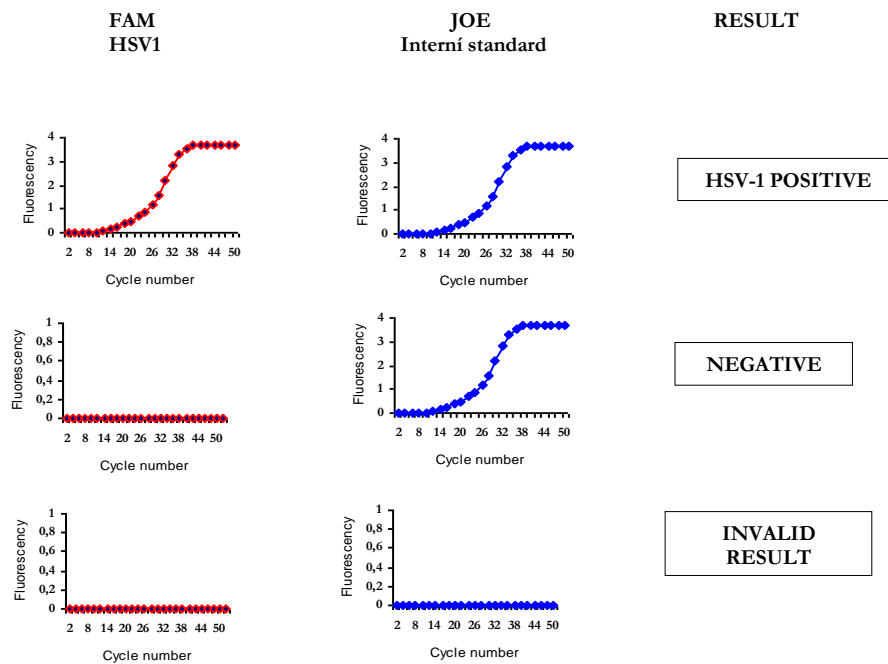 FAM
HSV1
JOE
Interní standard
RESULT
4
3
2
1
0
Fluorescency
2 8 14 20 26 32 38 44 50
Cycle number
4
3
2
1
0
Fluorescency
2 8 14 20 26 32 38 44 50
Cycle number
HSV-1 POSITIVE
1
0,8
0,6
0,4
0,2
0
Fluorescency
2 8 14 20 26 32 38 44 50
Cycle number
4
3
2
1
0
Fluorescency
2 8 14 20 26 32 38 44 50
Cycle number
NEGATIVE
1
0,8
0,6
0,4
0,2
0
Fluorescency
2 8 14 20 26 32 38 44 50
Cycle number
1
0,8
0,6
0,4
0,2
0
Fluorescency
2 8 14 20 26 32 38 44 50
Cycle number
INVALID
RESULT